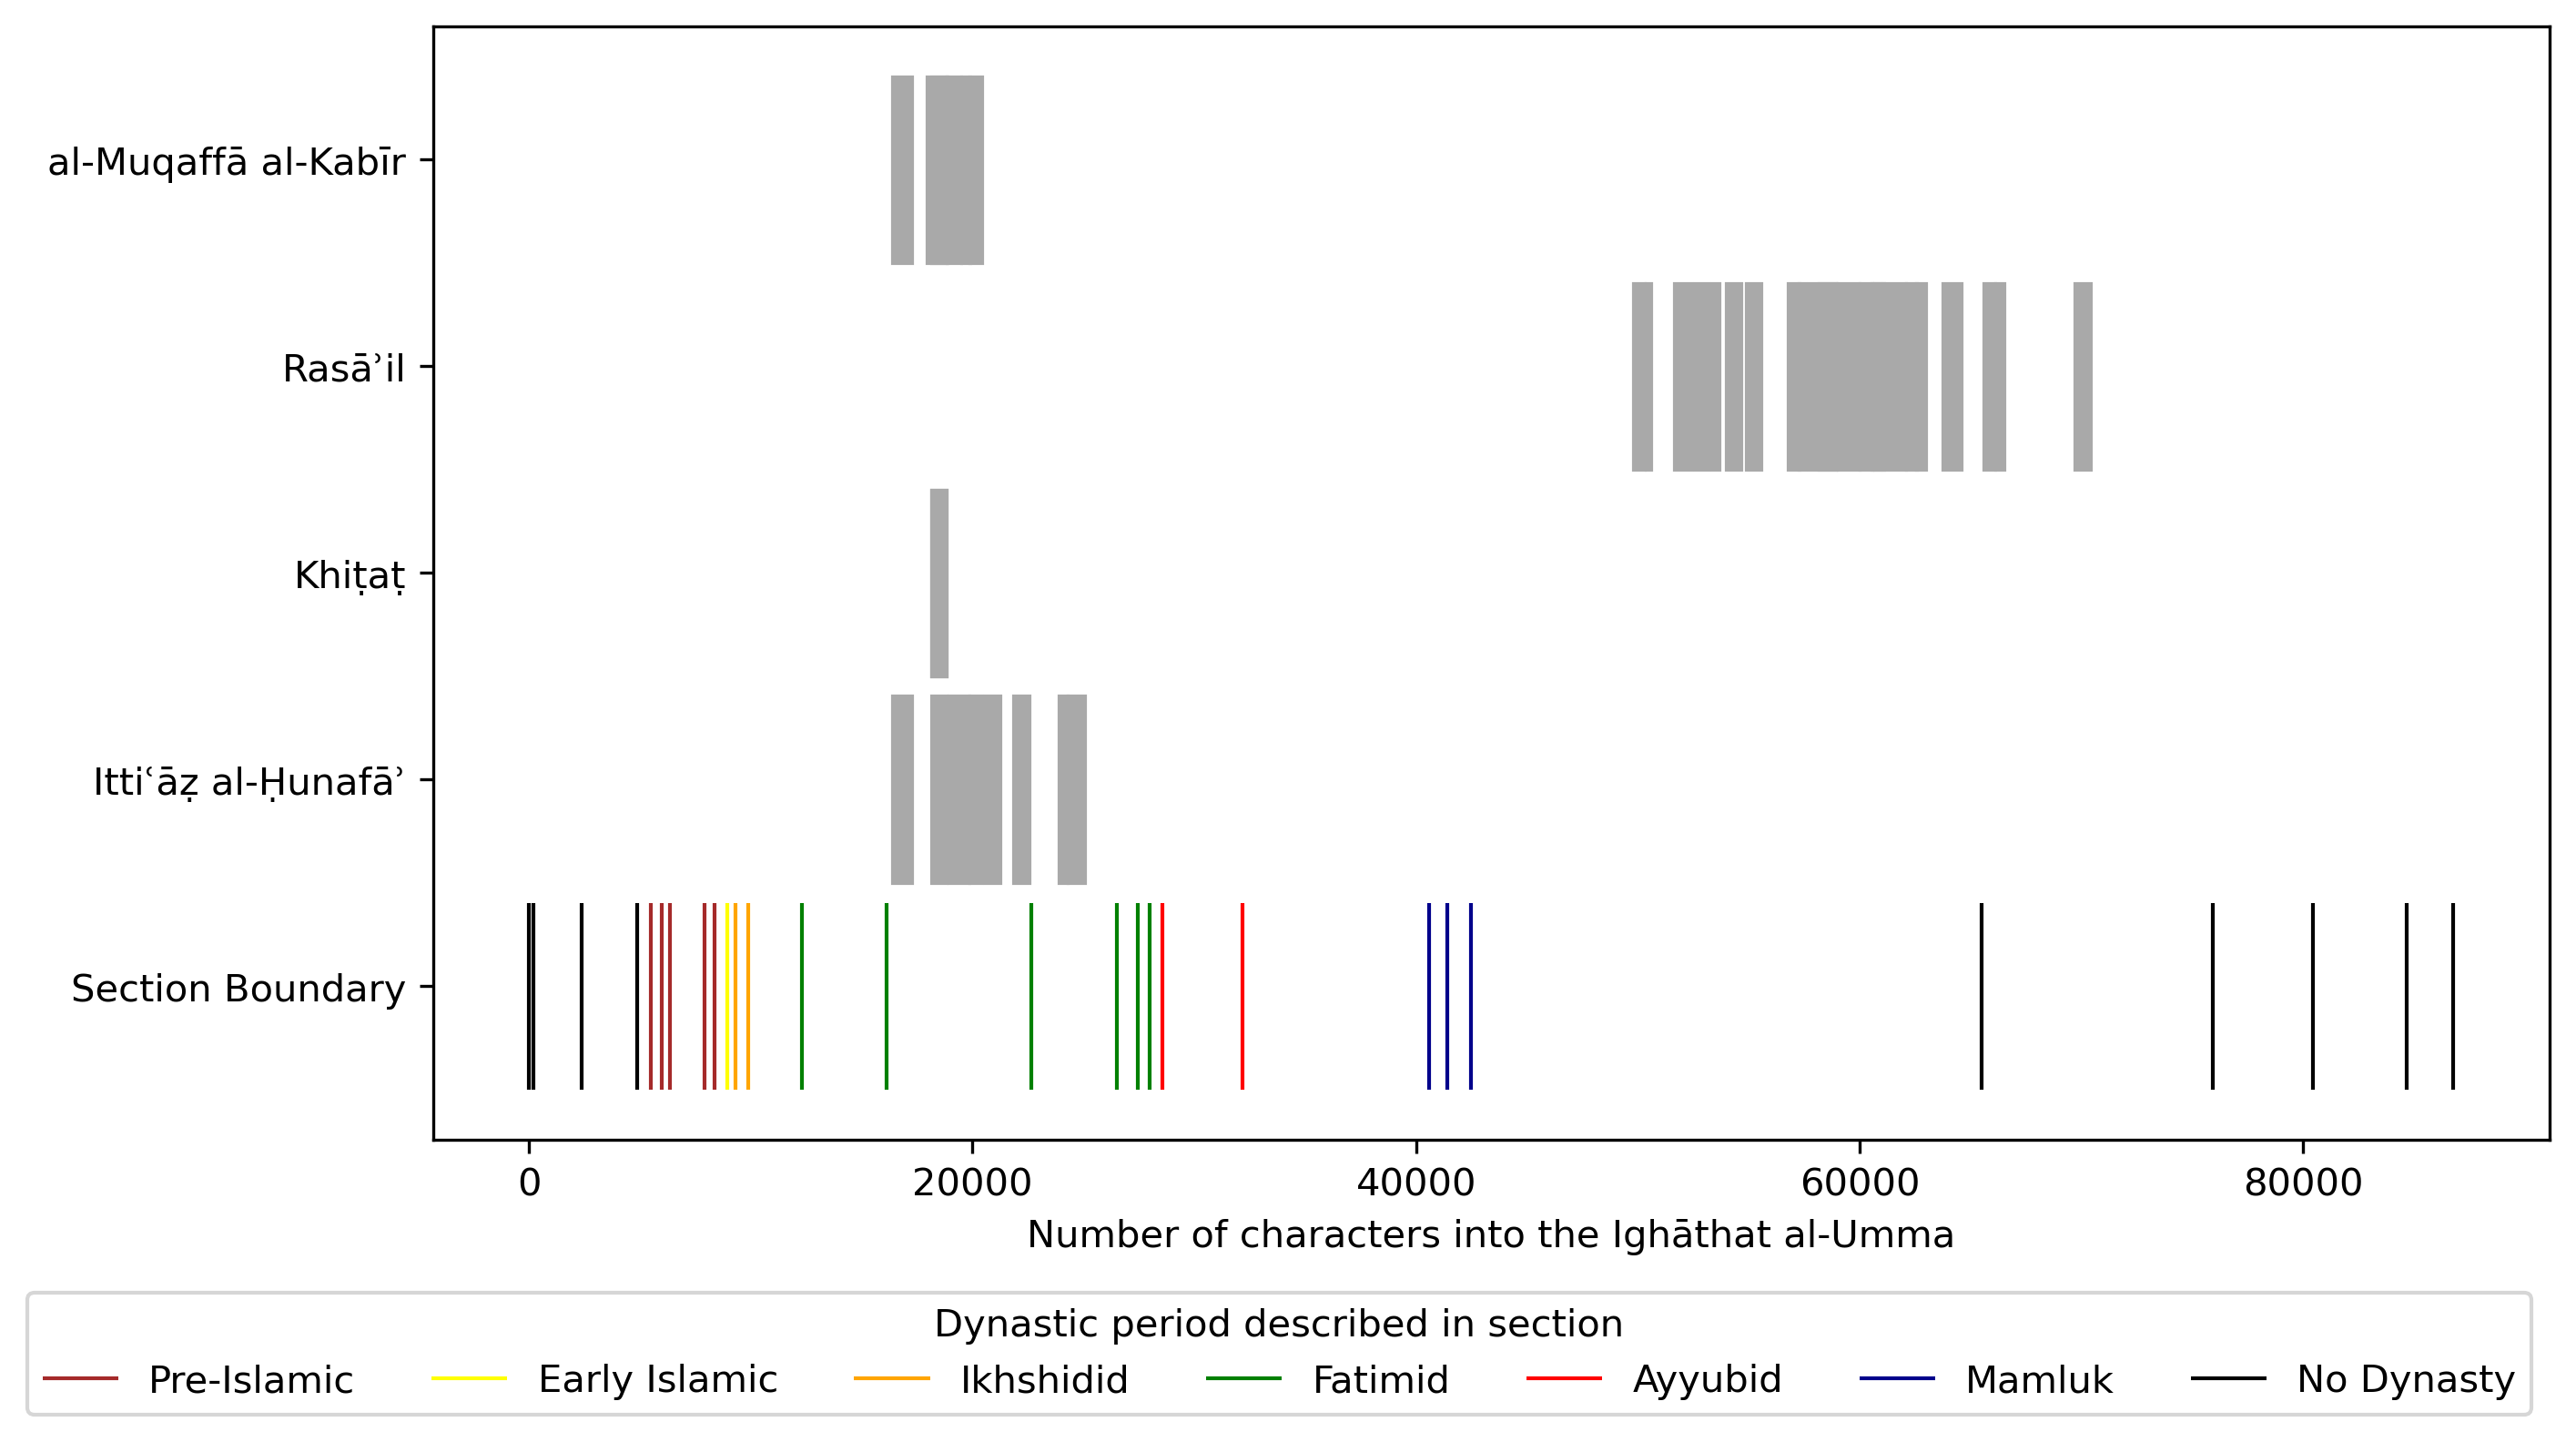 al-Muqaffā al-Kabīr
Rasāʾil
Khiṭaṭ
Ittiʿāẓ al-Ḥunafāʾ
Section Boundary
0 20000 40000 60000 80000
Number of characters into the Ighāthat al-Umma
Dynastic period described in section
Pre-Islamic Early Islamic Ikhshidid Fatimid Ayyubid Mamluk No Dynasty